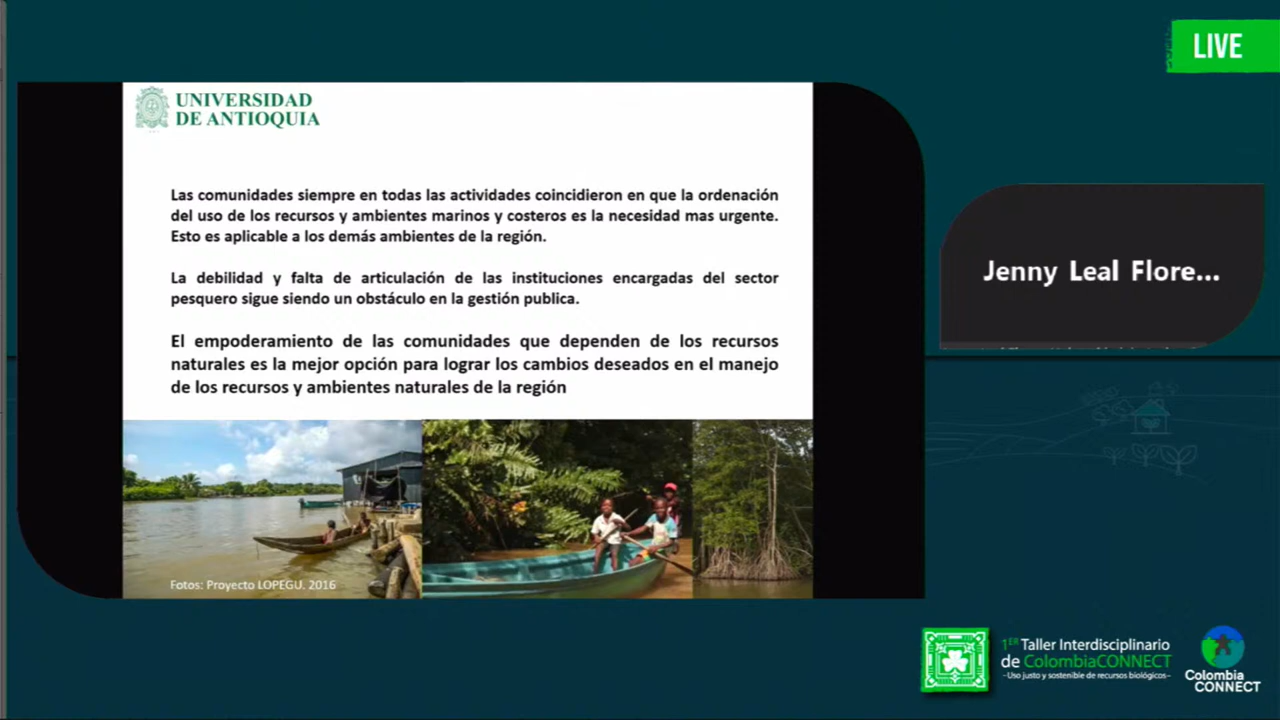 LIVE
UNIVERSIDAD
DE ANTIOQUIA
Las comunidades siempre en todas las actividades coincidieron en que la ordenación
del uso de los recursos y ambientes marinos y costeros es la necesidad mas urgente.
Esto es aplicable a los demás ambientes de la región.
La debilidad y falta de articulación de las instituciones encargadas del sector
pesquero sigue siendo un obstáculo en la gestión publica.
El empoderamiento de las comunidades que dependen de los recursos
naturales es la mejor opción para lograr los cambios deseados en el manejo
de los recursos y ambientes naturales de la región
Fotos: Proyecto LOPEGU. 2016
Jenny Leal Flore...
1ER Taller Interdisciplinario
de ColombiaCONNECT
-Uso justo y sostenible de recursos biológicos-
Colombia
CONNECT